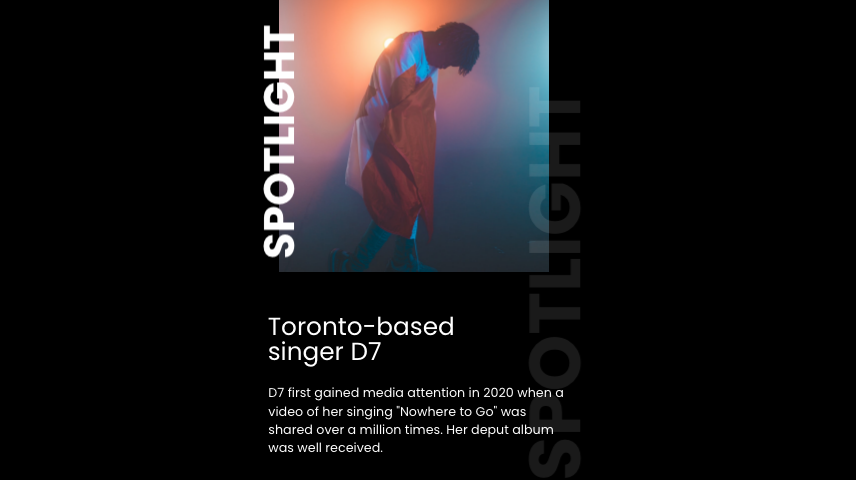 SPOTLIGHT
SPOTLIGHT
Toronto-based
singer D7
D7 first gained media attention in 2020 when a
video of her singing "Nowhere to Go" was
shared over a million times. Her deput album
was well received.